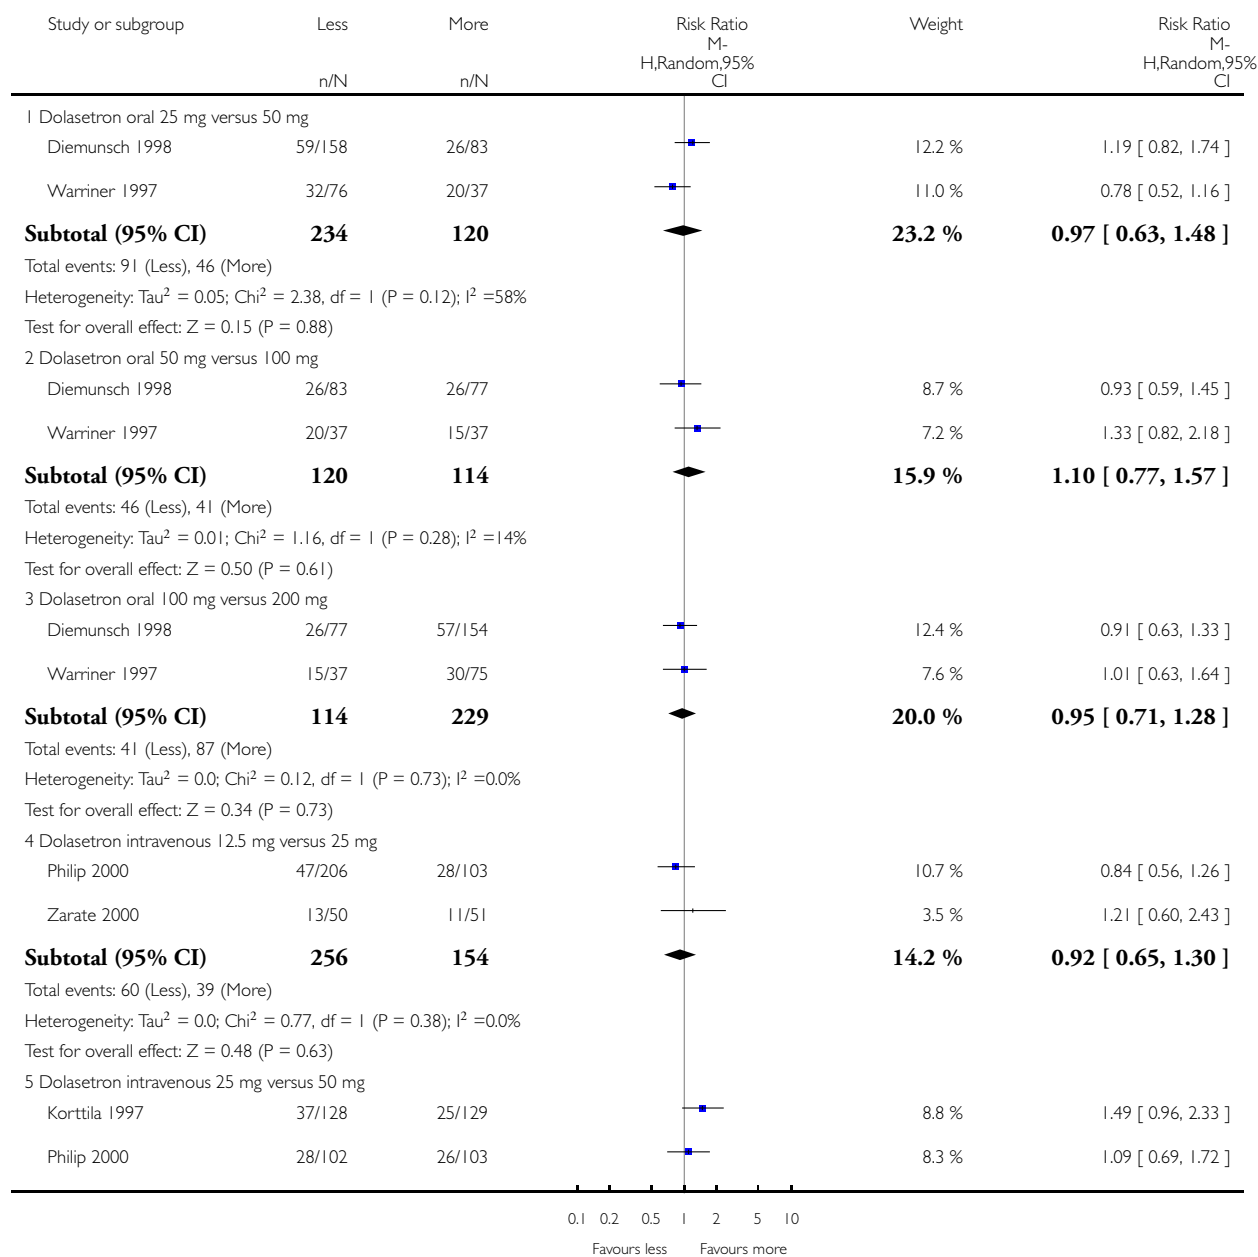 Study or subgroup Less More Risk Ratio Weight Risk Ratio
M- M-
H,Random,95% H,Random,95%
n/N n/N CI CI
1 Dolasetron oral 25 mg versus 50 mg
Diemunsch 1998 59/158 26/83 12.2 % 1.19 [ 0.82, 1.74 ]
Warriner 1997 32/76 20/37 11.0 % 0.78 [ 0.52, 1.16 ]
Subtotal (95% CI) 234 120 23.2 % 0.97 [ 0.63, 1.48 ]
Total events: 91 (Less), 46 (More)
Heterogeneity: Tau² = 0.05; Chi² = 2.38, df = 1 (P = 0.12); I² =58%
Test for overall effect: Z = 0.15 (P = 0.88)
2 Dolasetron oral 50 mg versus 100 mg
Diemunsch 1998 26/83 26/77 8.7 % 0.93 [ 0.59, 1.45 ]
Warriner 1997 20/37 15/37 7.2 % 1.33 [ 0.82, 2.18 ]
Subtotal (95% CI) 120 114 15.9 % 1.10 [ 0.77, 1.57 ]
Total events: 46 (Less), 41 (More)
Heterogeneity: Tau² = 0.01; Chi² = 1.16, df = 1 (P = 0.28); I² =14%
Test for overall effect: Z = 0.50 (P = 0.61)
3 Dolasetron oral 100 mg versus 200 mg
Diemunsch 1998 26/77 57/154 12.4 % 0.91 [ 0.63, 1.33 ]
Warriner 1997 15/37 30/75 7.6 % 1.01 [ 0.63, 1.64 ]
Subtotal (95% CI) 114 229 20.0 % 0.95 [ 0.71, 1.28 ]
Total events: 41 (Less), 87 (More)
Heterogeneity: Tau² = 0.0; Chi² = 0.12, df = 1 (P = 0.73); I² =0.0%
Test for overall effect: Z = 0.34 (P = 0.73)
4 Dolasetron intravenous 12.5 mg versus 25 mg
Philip 2000 47/206 28/103 10.7 % 0.84 [ 0.56, 1.26 ]
Zarate 2000 13/50 11/51 3.5 % 1.21 [ 0.60, 2.43 ]
Subtotal (95% CI) 256 154 14.2 % 0.92 [ 0.65, 1.30 ]
Total events: 60 (Less), 39 (More)
Heterogeneity: Tau² = 0.0; Chi² = 0.77, df = 1 (P = 0.38); I² =0.0%
Test for overall effect: Z = 0.48 (P = 0.63)
5 Dolasetron intravenous 25 mg versus 50 mg
Korttila 1997 37/128 25/129 8.8 % 1.49 [ 0.96, 2.33 ]
Philip 2000 28/102 26/103 8.3 % 1.09 [ 0.69, 1.72 ]
0.1 0.2 0.5 1 2 5 10
Favours less Favours more